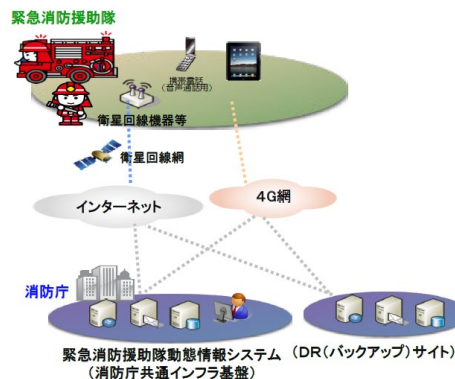 緊急消防援助隊
携帯電話
(音声通話用)
衛星回線機器等
衛星回線網
インターネット
4G網
消防庁
緊急消防援助隊動態情報システム
(消防庁共通インフラ基盤)
(DR(バックアップ)サイト)